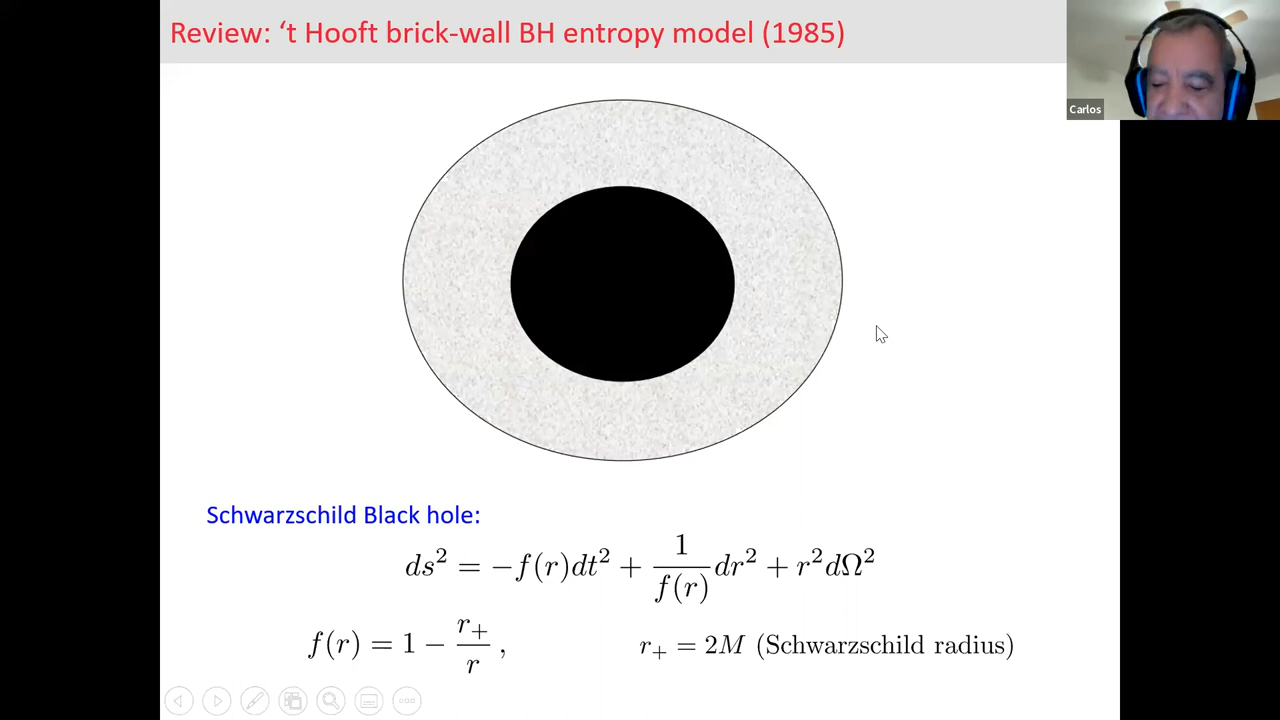 Review: ‘t Hooft brick-wall BH entropy model (1985)
Carlos
Schwarzschild Black hole:
ds² = −f(r)dt² + 1/f(r) dr² + r²dΩ²
f(r) = 1 − r₊/r , r₊ = 2M (Schwarzschild radius)